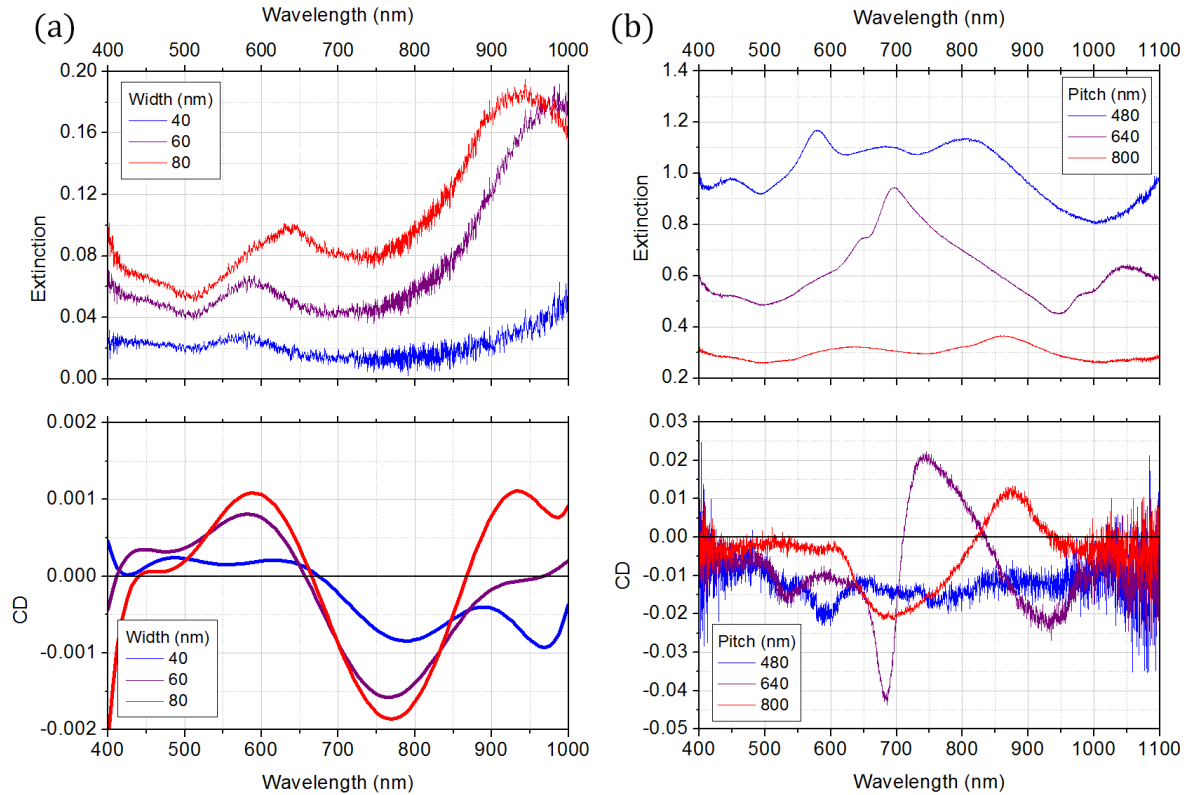 (a)
Wavelength (nm)
400 500 600 700 800 900 1000
0.20
0.16
0.12
0.08
0.04
0.00
Extinction
Width (nm)
40
60
80
0.002
0.001
0.000
-0.001
-0.002
CD
Width (nm)
40
60
80
400 500 600 700 800 900 1000
Wavelength (nm)
(b)
Wavelength (nm)
400 500 600 700 800 900 1000 1100
1.4
1.2
1.0
0.8
0.6
0.4
0.2
Extinction
Pitch (nm)
480
640
800
0.03
0.02
0.01
0.00
-0.01
-0.02
-0.03
-0.04
-0.05
CD
Pitch (nm)
480
640
800
400 500 600 700 800 900 1000 1100
Wavelength (nm)